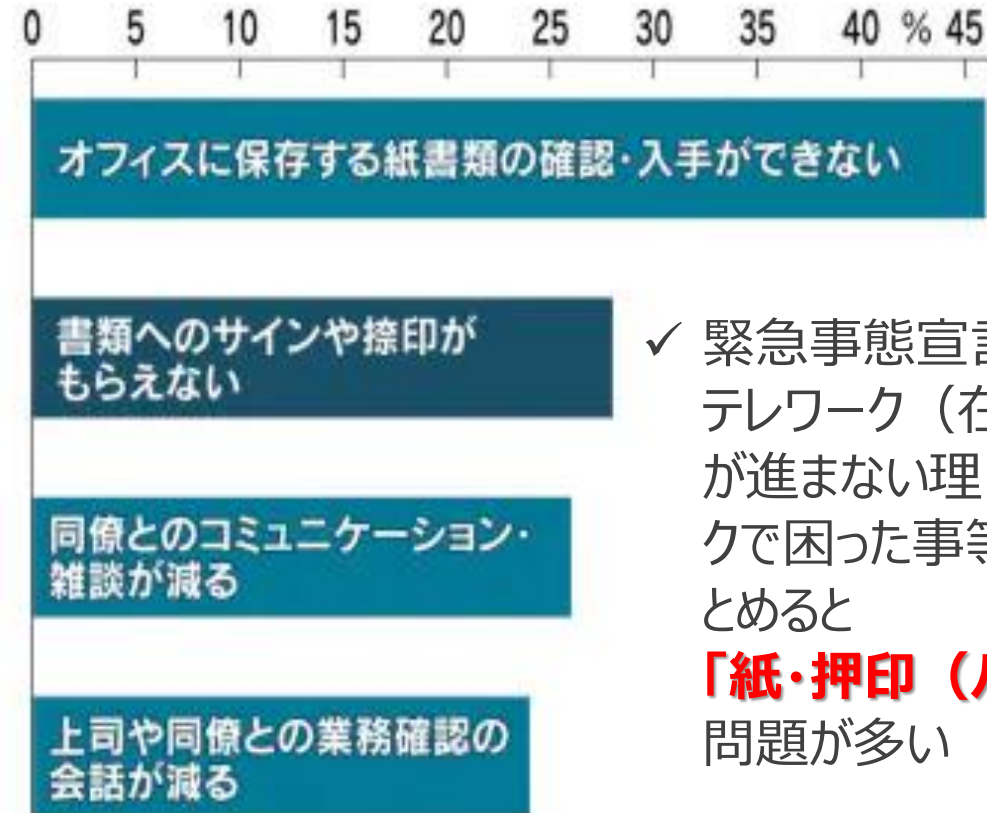 0 5 10 15 20 25 30 35 40 % 45
オフィスに保存する紙書類の確認・入手ができない
書類へのサインや捺印が
もらえない
同僚とのコミュニケーション・
雑談が減る
上司や同僚との業務確認の
会話が減る
✓ 緊急事態宣言
テレワーク（在
が進まない理
クで困った事等
とめると
「紙・押印（
問題が多い